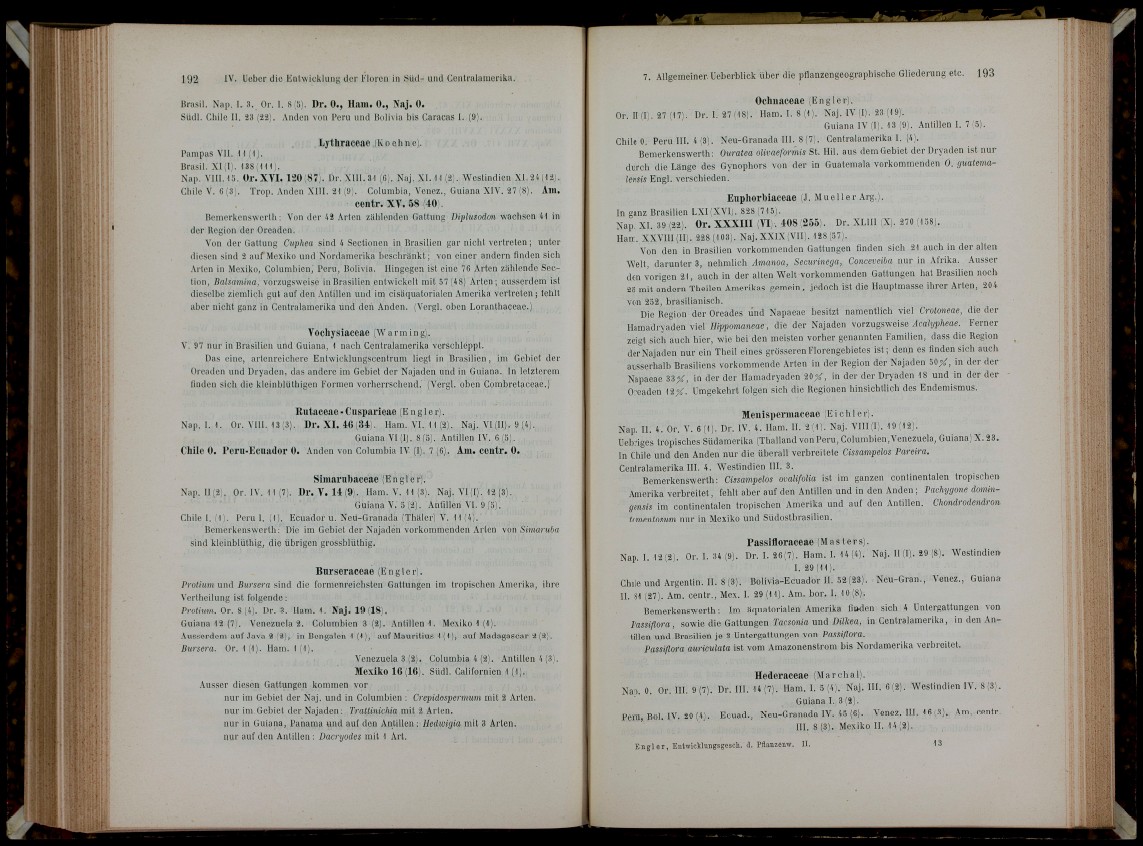 192 IV. Ueber die Entwicklung der Floren in Süd- und Centralamerika.
Brasil. Nap. I. 3. Or. I. 8 (5). Dr. 0., Ham. 0., Naj. 0.
Südl. Chile II. 23 (22). Anden von Peru und Bolivia bis Caracas I. (9).
Lythraceae (Koehne).
Pampas VII. 11 (1).
Brasil. XI (I). 138 (111).
Nap. VIII. 15. Or. XVI. 120 (87). Dr. XIII. 31 (6). Naj. XI. 11 (2). Westindien XI. 24 (12).
Chile V. 6 (3). Trop. Anden XIII. 21 (9). Columbia, Venez., Guiana XIV. 27 (8). Am.
centr. XV. 58 (40).
Bemerkenswerth: Von der 42 Arten zählenden Gattung Diplusodon wachsen 41 in
der Region der Oreaden.
Von der Gattung Cuphea sind 4 Sectionen in Brasilien gar nicht vertreten; unter
diesen sind 2 auf Mexiko und Nordamerika beschränkt; von einer andern finden sich
Arten in Mexiko, Columbien, Peru, Bolivia. Hingegen ist eine 76 Arten zählende Sec-
tion, Balsamina, vorzugsweise in Brasilien entwickelt mit 57 (48) Arten; ausserdem ist
dieselbe ziemlich gut auf den Antillen und im cisäquatorialen Amerika vertreten; fehlt
aber nicht ganz in Centralamerika und den Anden. (Vergl. oben Loranthaceae.)
Vochysiaceae (Warming).
V. 97 nur in Brasilien und Guiana, 1 nach Centralamerika verschleppt.
Das eine, artenreichere Entwicklungscentrum liegt in Brasilien, im Gebiet der
Oreaden und Dryaden, das andere im Gebiet der Najaden und in Guiana. In letzterem
finden sich die kleinblüthigen Formen vorherrschend. (Vergl. oben Combretaceae.)
Rutaceae-Cusparieae (Engler).
Nap. I. 1. Or. VIII. 13 (3). Dr. XI. 46 (34). Ham. VI. 11 (2). Naj. VI (II). 9 (4).
Guiana VI (I). 8 (5). Antillen IV. 6 (5).
Chile 0. Peru-Ecuador 0. Anden von Columbia IV (I). 7 (6). Am. centr. 0.
Simarubaceae (Engler).
Nap. II (2). Or. IV. 11 (7). Dr. V. 14 (9). Ham. V. 11 (3). Naj. VI (I). 12 (3).
Guiana V. 5 (2). Antillen VI. 9 (5).
Chile I. (1). Peru I. (1). Ecuador u. Neu-Granada (Thäler) V. 11 (4).
Bemerkenswerth: Die im Gebiet der Najaden vorkommenden Arten von Simaruba
sind kleinblüthig, die übrigen grossblüthig.
Burseraceae (Engler).
Protium und Bursera sind die formenreichsten Gattungen im tropischen Amerika, ihre
Vertheilung ist folgende:
Protium. Or. 8 (4). Dr. 3. Ham. 4. Naj. 19 (18).
Guiana 12 (7). Venezuela 2. Columbien 3 (2). Antillen 1. Mexiko 1 (1).
Ausserdem auf Java 2 (2), in Bengalen 1 (1), auf Mauritius 1 (1), auf Madagascar 2 (2).
Bursera. Or. 1 (1). Ham. 1 (1).
Venezuela 3 (2). Columbia 4 (2). Antillen 4 (3).
Mexiko 16 (16). Südl. Californien 1 (1).
Ausser diesen Gattungen kommen vor
nur im Gebiet der Naj. und in Columbien: Crepidospermum mit 2 Arten.
nur im Gebiet der Najaden: Trattinichia mit 2 Arten.
nur in Guiana, Panama und auf den Antillen: Hedwigia mit 3 Arten.
nur auf den Antillen: Dacryodes mit 1 Art.
7. Allgemeiner Ueberblick über die pflanzengeographische Gliederung etc. 193
Ochnaceae (Engler).
Or. II (I). 27 (17). Dr. I. 27 (18). Ham. I. 8 (1). Naj. IV (I). 23 (19).
Guiana IV (I). 13 (9). Antillen I. 7 (5).
Chile 0. Peru III. 4 (3). Neu-Granada III. 8 (7). Centralamerika I. (4).
Bemerkenswerth: Ouratea olivaeformis St. Hil. aus dem Gebiet der Dryaden ist nur
durch die Länge des Gynophors von der in Guatemala vorkommenden O. guatema-
lensis Engl. verschieden.
Euphorbiaceae (J. Mueller Arg.).
In ganz Brasilien LXI (XVI). 828 (715).
Nap. XI. 39 (22). Or. XXXIII (VI). 408 (255). Dr. XLIII (X). 270 (158).
Ham. XXVIII (II). 228 (103). Naj. XXIX (VII). 128 (57).
Von den in Brasilien vorkommenden Gattungen finden sich 21 auch in der alten
Welt, darunter 3, nehmlich Amanoa, Securinega, Conceveiba nur in Afrika. Ausser
den vorigen 21, auch in der alten Welt vorkommenden Gattungen hat Brasilien noch
26 mit andern Theilen Amerikas gemein, jedoch ist die Hauptmasse ihrer Arten, 204
von 252, brasilianisch.
Die Region der Oreades und Napaeae besitzt namentlich viel Crotoneae, die der
Hamadryaden viel Hippomaneae, die der Najaden vorzugsweise Acalypheae. Ferner
zeigt sich auch hier, wie bei den meisten vorher genannten Familien, dass die Region
der Najaden nur ein Theil eines grösseren Florengebietes ist; denn es finden sich auch
ausserhalb Brasiliens vorkommende Arten in der Region der Najaden 50%, in der der
Napaeae 33%, in der der Hamadryaden 20%, in der der Dryaden 18 und in der der
Oreaden 12%. Umgekehrt folgen sich die Regionen hinsichtlich des Endemismus.
Menispermaceae (Eichler).
Nap. II. 4. Or. V. 6 (1). Dr. IV. 4. Ham. II. 2 (1). Naj. VIII (I). 19 (12).
Uebriges tropisches Südamerika (Thalland von Peru, Columbien, Venezuela, Guiana) X. 23.
In Chile und den Anden nur die überall verbreitete Cissampelos Pareira.
Centralamerika III. 4. Westindien III. 3.
Bemerkenswerth: Cissampelos ovalifolia ist im ganzen continentalen tropischen
Amerika verbreitet, fehlt aber auf den Antillen und in den Anden; Pachygone domin-
gensis im continentalen tropischen Amerika und auf den Antillen. Chondrodendron
tomentosum nur in Mexiko und Südostbrasilien.
Passifloraceae (Masters).
Nap. I. 12 (2). Or. I. 34 (9). Dr. I. 26 (7). Ham. I. 14 (4). Naj. II (I). 29 (8). Westindien
I. 29 (11).
Chile und Argentin. II. 8 (3). Bolivia-Ecuador II. 52 (23). Neu-Gran., Venez., Guiana
II. 81 (27). Am. centr., Mex. I. 29 (11). Am. bor. I. 10 (8).
Bemerkenswerth: Im äquatorialen Amerika finden sich 4 Untergattungen von
Passiflora, sowie die Gattungen Tacsonia und Dilkea, in Centralamerika, in den An-
tillen und Brasilien je 3 Untergattungen von Passiflora.
Passiflora auriculata ist vom Amazonenstrom bis Nordamerika verbreitet.
Hederaceae (Marchal).
Nap. 0. Or. III. 9 (7). Dr. III. 14 (7). Ham. I. 5 (4). Naj. III. 6 (2). Westindien IV. 8 (3).
Guiana I. 3 (2).
Peru, Bol. IV. 20 (4). Ecuad., Neu-Granada IV. 45 (6). Venez. III. 16 (3). Am. centr.
III. 8 (3). Mexiko II. 14 (2).
Engler, Entwicklungsgesch. d. Pflanzenw. II. 13